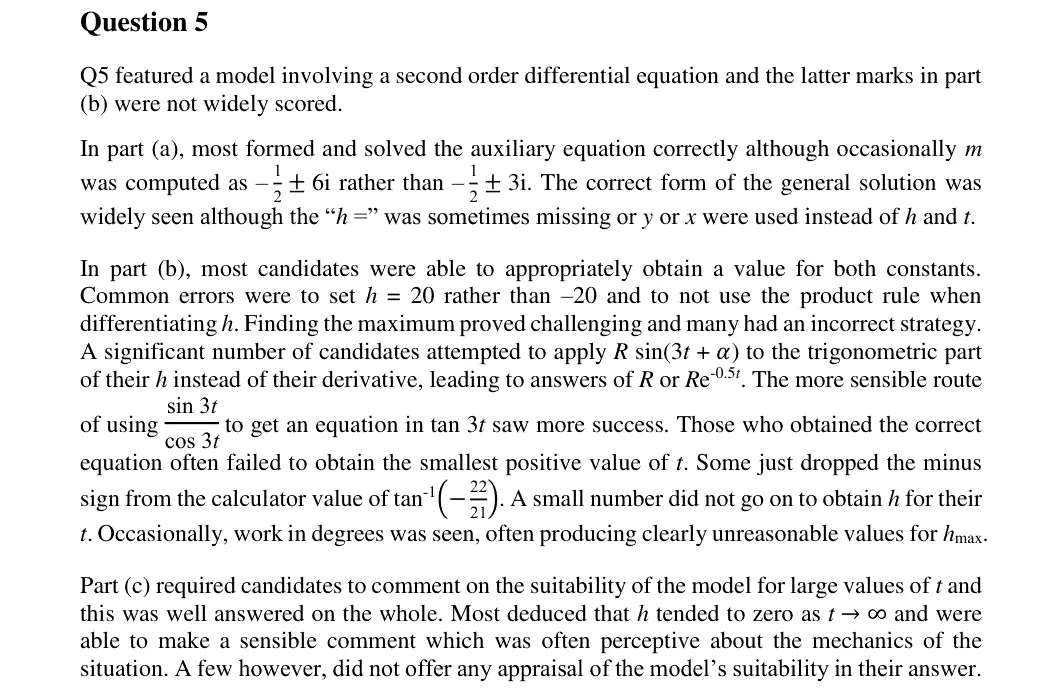 Question 5
Q5 featured a model involving a second order differential equation and the latter marks in part
(b) were not widely scored.
In part (a), most formed and solved the auxiliary equation correctly although occasionally m
was computed as −1/2 ± 6i rather than −1/2 ± 3i. The correct form of the general solution was
widely seen although the “h =” was sometimes missing or y or x were used instead of h and t.
In part (b), most candidates were able to appropriately obtain a value for both constants.
Common errors were to set h = 20 rather than –20 and to not use the product rule when
differentiating h. Finding the maximum proved challenging and many had an incorrect strategy.
A significant number of candidates attempted to apply R sin(3t + α) to the trigonometric part
of their h instead of their derivative, leading to answers of R or Re^-0.5t. The more sensible route
of using sin 3t/cos 3t to get an equation in tan 3t saw more success. Those who obtained the correct
equation often failed to obtain the smallest positive value of t. Some just dropped the minus
sign from the calculator value of tan^-1(−22/21). A small number did not go on to obtain h for their
t. Occasionally, work in degrees was seen, often producing clearly unreasonable values for h_max.
Part (c) required candidates to comment on the suitability of the model for large values of t and
this was well answered on the whole. Most deduced that h tended to zero as t → ∞ and were
able to make a sensible comment which was often perceptive about the mechanics of the
situation. A few however, did not offer any appraisal of the model’s suitability in their answer.